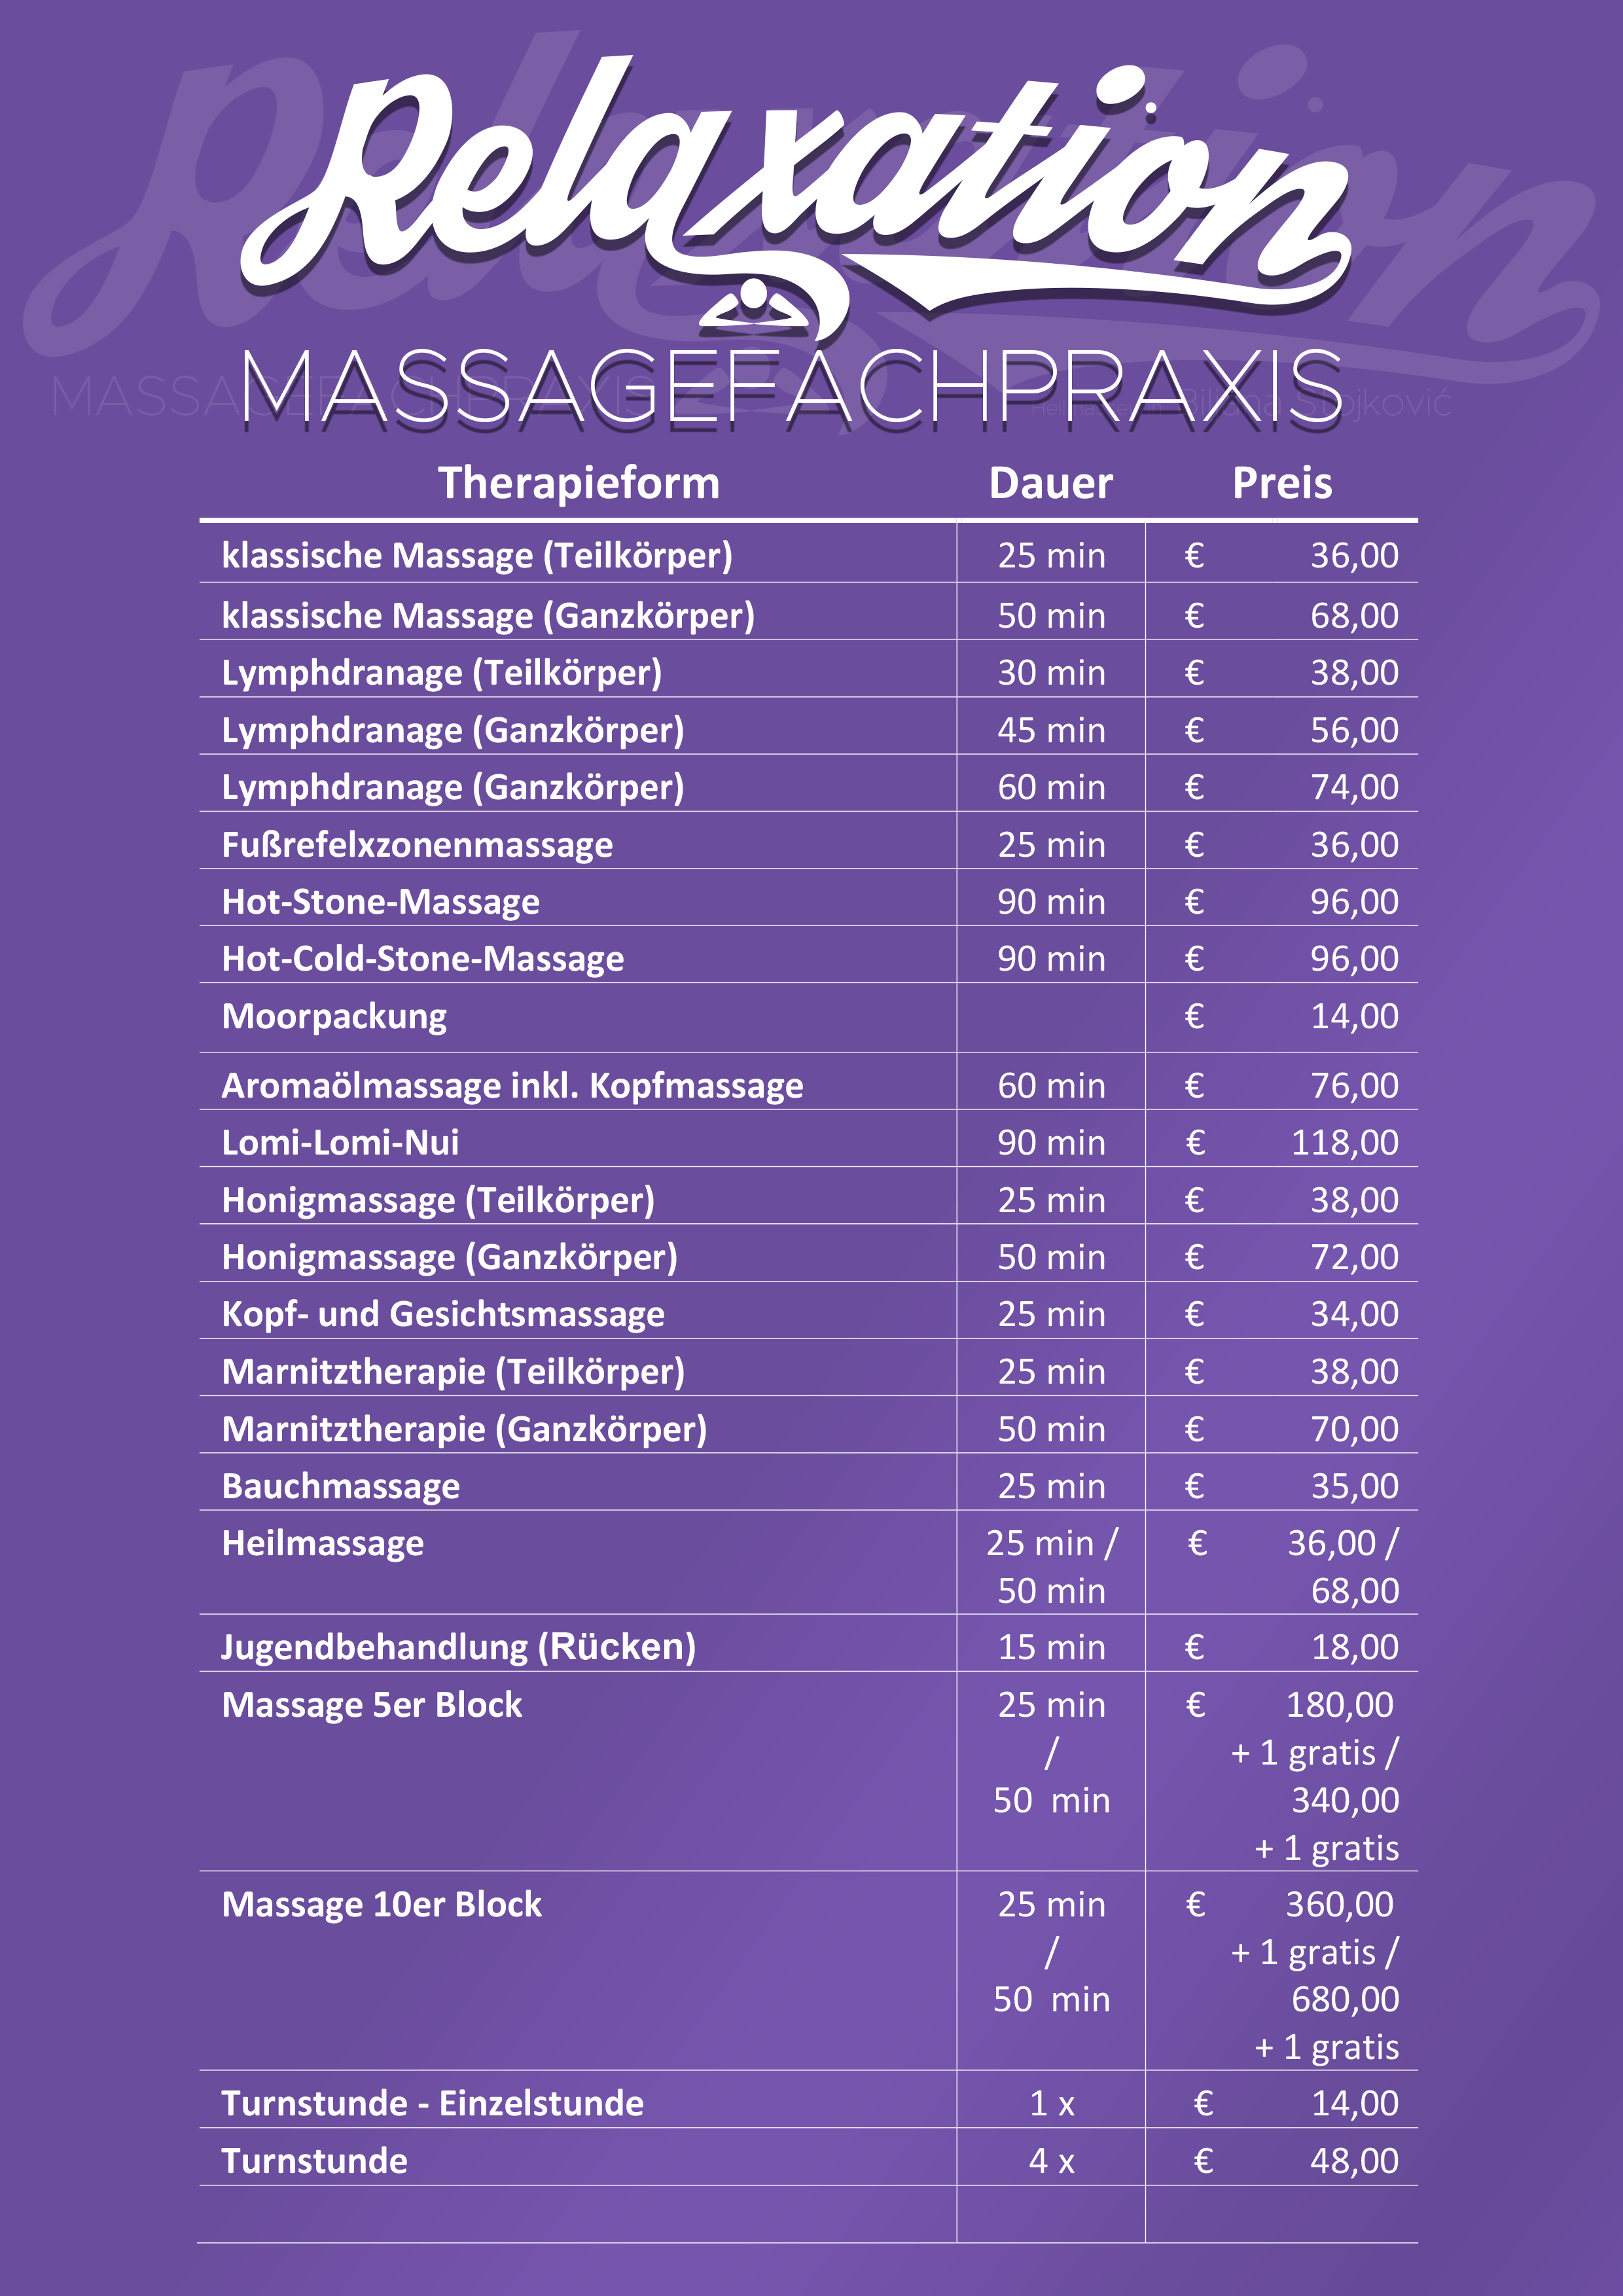 Relaxation
MASSAGEFACHPRAXIS
Therapieform Dauer Preis
klassische Massage (Teilkörper) 25 min € 36,00
klassische Massage (Ganzkörper) 50 min € 68,00
Lymphdranage (Teilkörper) 30 min € 38,00
Lymphdranage (Ganzkörper) 45 min € 56,00
Lymphdranage (Ganzkörper) 60 min € 74,00
Fußrefelxzonenmassage 25 min € 36,00
Hot-Stone-Massage 90 min € 96,00
Hot-Cold-Stone-Massage 90 min € 96,00
Moorpackung € 14,00
Aromaölmassage inkl. Kopfmassage 60 min € 76,00
Lomi-Lomi-Nui 90 min € 118,00
Honigmassage (Teilkörper) 25 min € 38,00
Honigmassage (Ganzkörper) 50 min € 72,00
Kopf- und Gesichtsmassage 25 min € 34,00
Marnitztherapie (Teilkörper) 25 min € 38,00
Marnitztherapie (Ganzkörper) 50 min € 70,00
Bauchmassage 25 min € 35,00
Heilmassage 25 min / € 36,00 /
50 min 68,00
Jugendbehandlung (Rücken) 15 min € 18,00
Massage 5er Block 25 min € 180,00
/ + 1 gratis /
50 min 340,00
+ 1 gratis
Massage 10er Block 25 min € 360,00
/ + 1 gratis /
50 min 680,00
+ 1 gratis
Turnstunde - Einzelstunde 1 x € 14,00
Turnstunde 4 x € 48,00